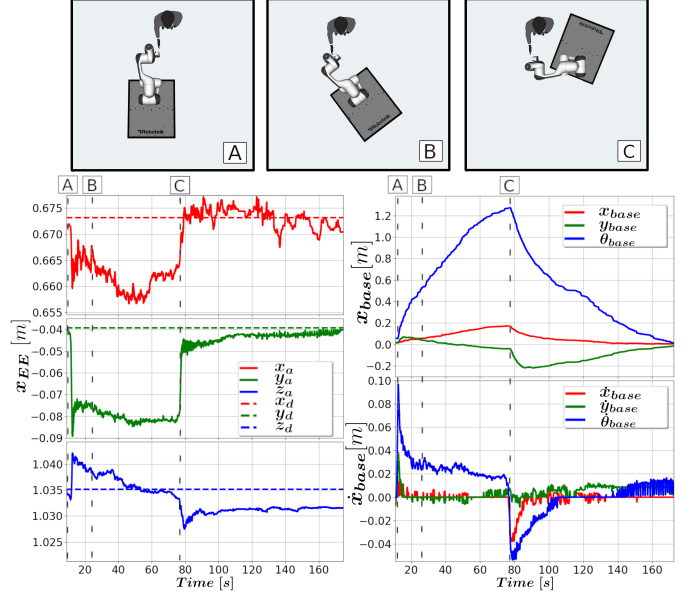 Robotnik
A
Robotnik
B
Robotnik
C
A B C
0.675
0.670
0.665
0.660
0.655
x_EE [m]
−0.04
−0.05
−0.06
−0.07
−0.08
−0.09
x_a
y_a
z_a
x_d
y_d
z_d
1.040
1.035
1.030
1.025
20 40 60 80 100 120 140 160
Time [s]
A B C
1.2
1.0
0.8
0.6
0.4
0.2
0.0
−0.2
x_base[m]
x_base
y_base
θ_base
0.10
0.08
0.06
0.04
0.02
0.00
−0.02
−0.04
ẋ_base[m]
ẋ_base
ẏ_base
θ̇_base
20 40 60 80 100 120 140 160
Time [s]